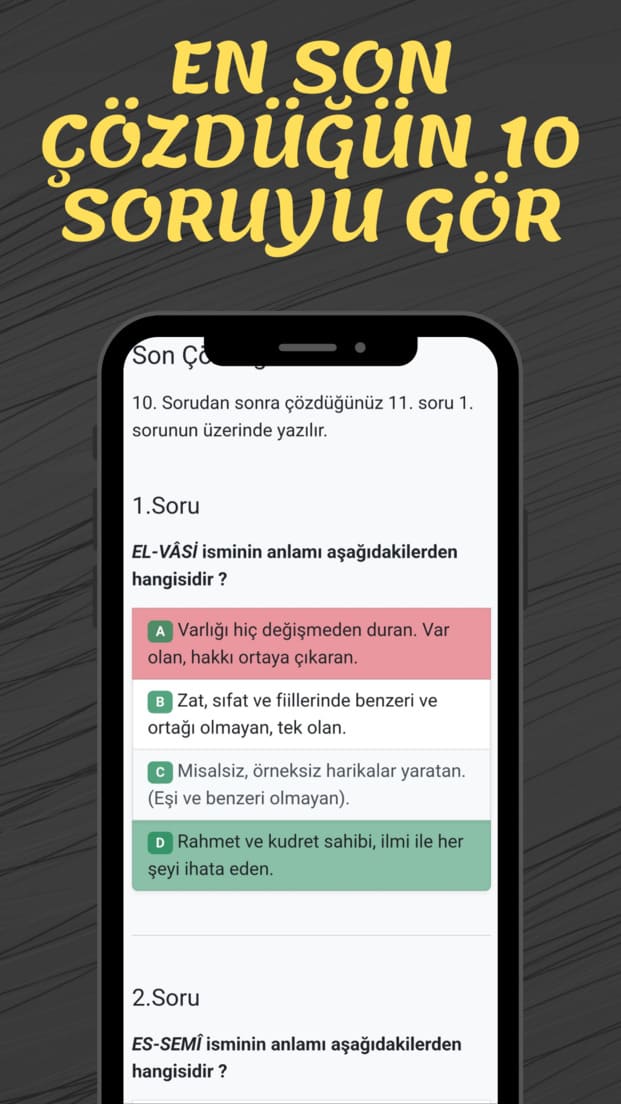 EN SON
ÇÖZDÜĞÜN 10
SORUYU GÖR
Son
10. Sorudan sonra çözdüğünüz 11. soru 1.
sorunun üzerinde yazılır.
1.Soru
EL-VÂSİ isminin anlamı aşağıdakilerden
hangisidir ?
A Varlığı hiç değişmeden duran. Var
olan, hakkı ortaya çıkaran.
B Zat, sıfat ve fiillerinde benzeri ve
ortağı olmayan, tek olan.
C Misalsiz, örneksiz harikalar yaratan.
(Eşi ve benzeri olmayan).
D Rahmet ve kudret sahibi, ilmi ile her
şeyi ihata eden.
2.Soru
ES-SEMÎ isminin anlamı aşağıdakilerden
hangisidir ?